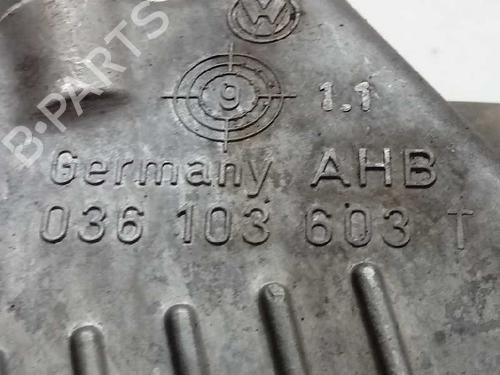 B-PARTS
VW
9
1.1
Germany AHB
036 103 603 T